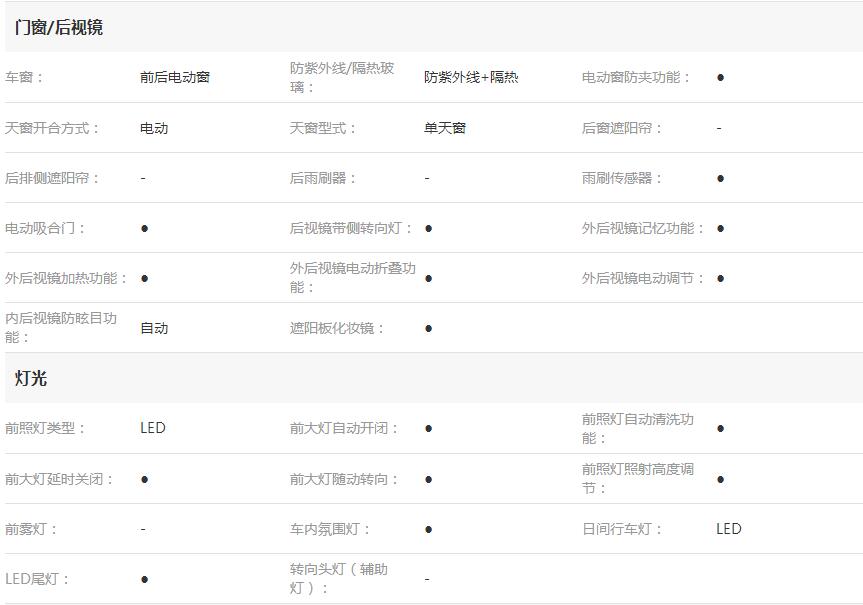 门窗/后视镜
车窗： 前后电动窗 防紫外线/隔热玻璃： 防紫外线+隔热 电动窗防夹功能： ●
天窗开合方式： 电动 天窗型式： 单天窗 后窗遮阳帘： -
后排侧遮阳帘： - 后雨刷器： - 雨刷传感器： ●
电动吸合门： ● 后视镜带侧转向灯： ● 外后视镜记忆功能： ●
外后视镜加热功能： ● 外后视镜电动折叠功能： ● 外后视镜电动调节： ●
内后视镜防眩目功能： 自动 遮阳板化妆镜： ●
灯光
前照灯类型： LED 前大灯自动开闭： ● 前照灯自动清洗功能： ●
前大灯延时关闭： ● 前大灯随动转向： ● 前照灯照射高度调节： ●
前雾灯： - 车内氛围灯： ● 日间行车灯： LED
LED尾灯： ● 转向头灯（辅助灯）： -